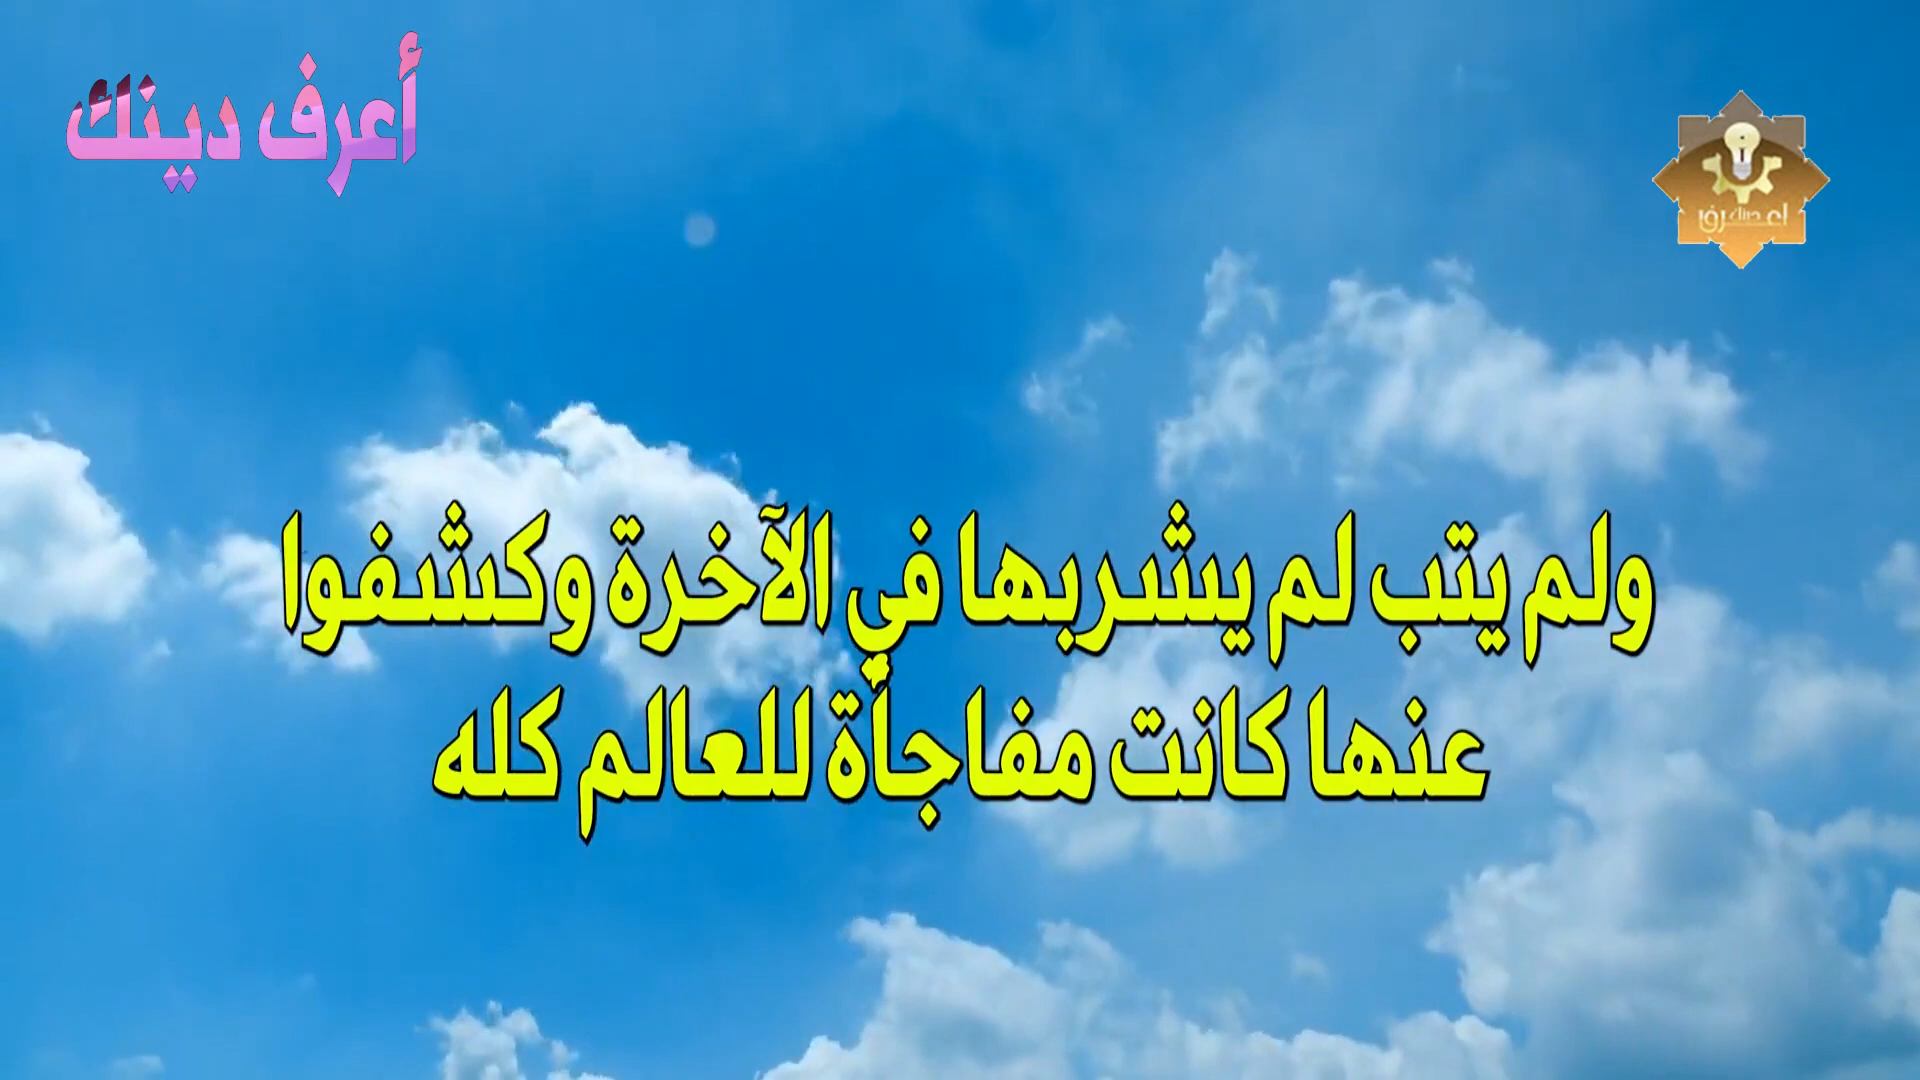 أعرف دينك
ولم يتب لم يشربها في الآخرة وكشفوا
عنها كانت مفاجأة للعالم كله